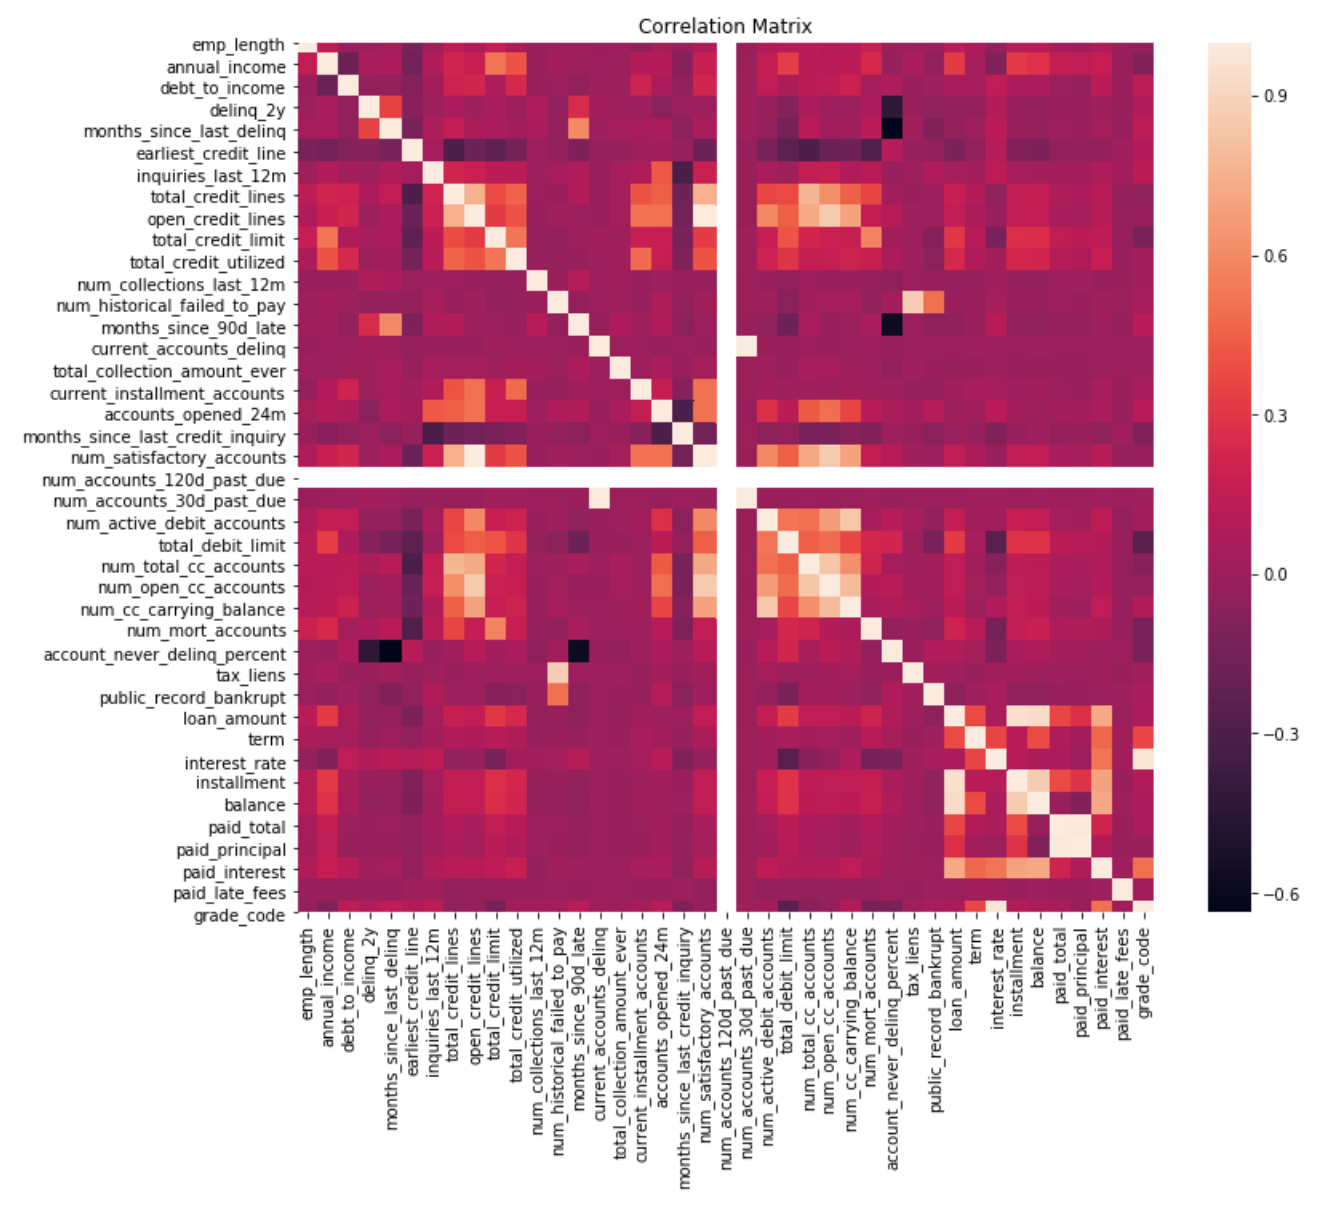 Correlation Matrix
emp_length
annual_income
debt_to_income
delinq_2y
months_since_last_delinq
earliest_credit_line
inquiries_last_12m
total_credit_lines
open_credit_lines
total_credit_limit
total_credit_utilized
num_collections_last_12m
num_historical_failed_to_pay
months_since_90d_late
current_accounts_delinq
total_collection_amount_ever
current_installment_accounts
accounts_opened_24m
months_since_last_credit_inquiry
num_satisfactory_accounts
num_accounts_120d_past_due
num_accounts_30d_past_due
num_active_debit_accounts
total_debit_limit
num_total_cc_accounts
num_open_cc_accounts
num_cc_carrying_balance
num_mort_accounts
account_never_delinq_percent
tax_liens
public_record_bankrupt
loan_amount
term
interest_rate
installment
balance
paid_total
paid_principal
paid_interest
paid_late_fees
grade_code
emp_length
annual_income
debt_to_income
delinq_2y
months_since_last_delinq
earliest_credit_line
inquiries_last_12m
total_credit_lines
open_credit_lines
total_credit_limit
total_credit_utilized
num_collections_last_12m
num_historical_failed_to_pay
months_since_90d_late
current_accounts_delinq
total_collection_amount_ever
current_installment_accounts
accounts_opened_24m
months_since_last_credit_inquiry
num_satisfactory_accounts
num_accounts_120d_past_due
num_accounts_30d_past_due
num_active_debit_accounts
total_debit_limit
num_total_cc_accounts
num_open_cc_accounts
num_cc_carrying_balance
num_mort_accounts
account_never_delinq_percent
tax_liens
public_record_bankrupt
loan_amount
term
interest_rate
installment
balance
paid_total
paid_principal
paid_interest
paid_late_fees
grade_code
0.9
0.6
0.3
0.0
−0.3
−0.6